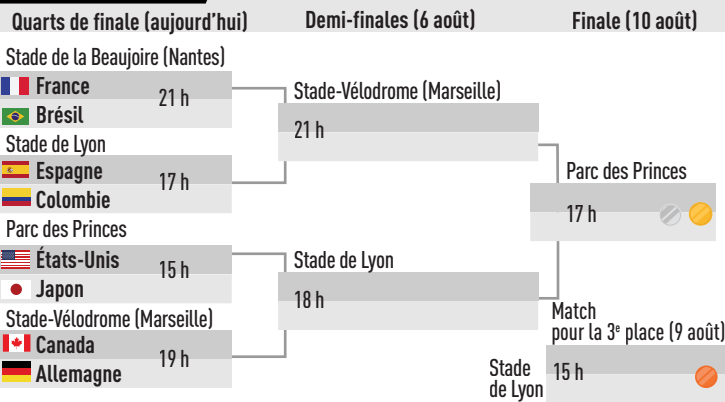 Quarts de finale (aujourd'hui)
Demi-finales (6 août)
Finale (10 août)
Stade de la Beaujoire (Nantes)
France
21 h
Brésil
Stade de Lyon
Espagne
17 h
Colombie
Parc des Princes
États-Unis
15 h
Japon
Stade-Vélodrome (Marseille)
Canada
19 h
Allemagne
Stade-Vélodrome (Marseille)
21 h
Stade de Lyon
18 h
Parc des Princes
17 h
Match
pour la 3e place (9 août)
Stade
de Lyon
15 h